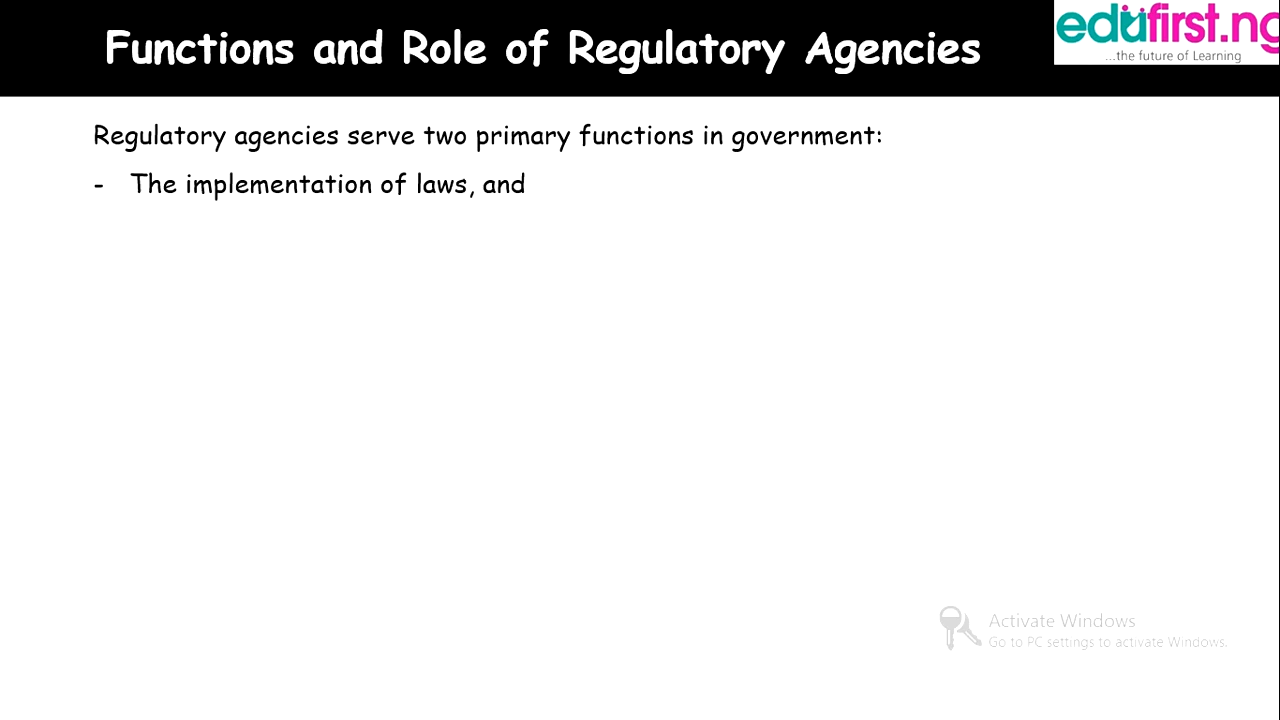 Functions and Role of Regulatory Agencies
edufirst.ng
...the future of Learning
Regulatory agencies serve two primary functions in government:
- The implementation of laws, and
Activate Windows
Go to PC settings to activate Windows.